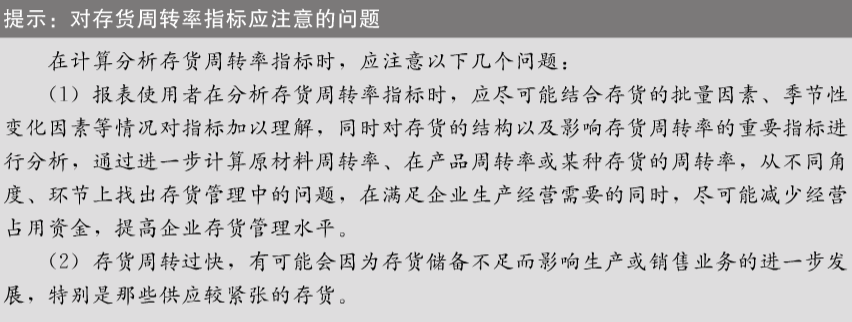 提示：对存货周转率指标应注意的问题
在计算分析存货周转率指标时，应注意以下几个问题：
（1）报表使用者在分析存货周转率指标时，应尽可能结合存货的批量因素、季节性
变化因素等情况对指标加以理解，同时对存货的结构以及影响存货周转率的重要指标进
行分析，通过进一步计算原材料周转率、在产品周转率或某种存货的周转率，从不同角
度、环节上找出存货管理中的问题，在满足企业生产经营需要的同时，尽可能减少经营
占用资金，提高企业存货管理水平。
（2）存货周转过快，有可能会因为存货储备不足而影响生产或销售业务的进一步发
展，特别是那些供应较紧张的存货。